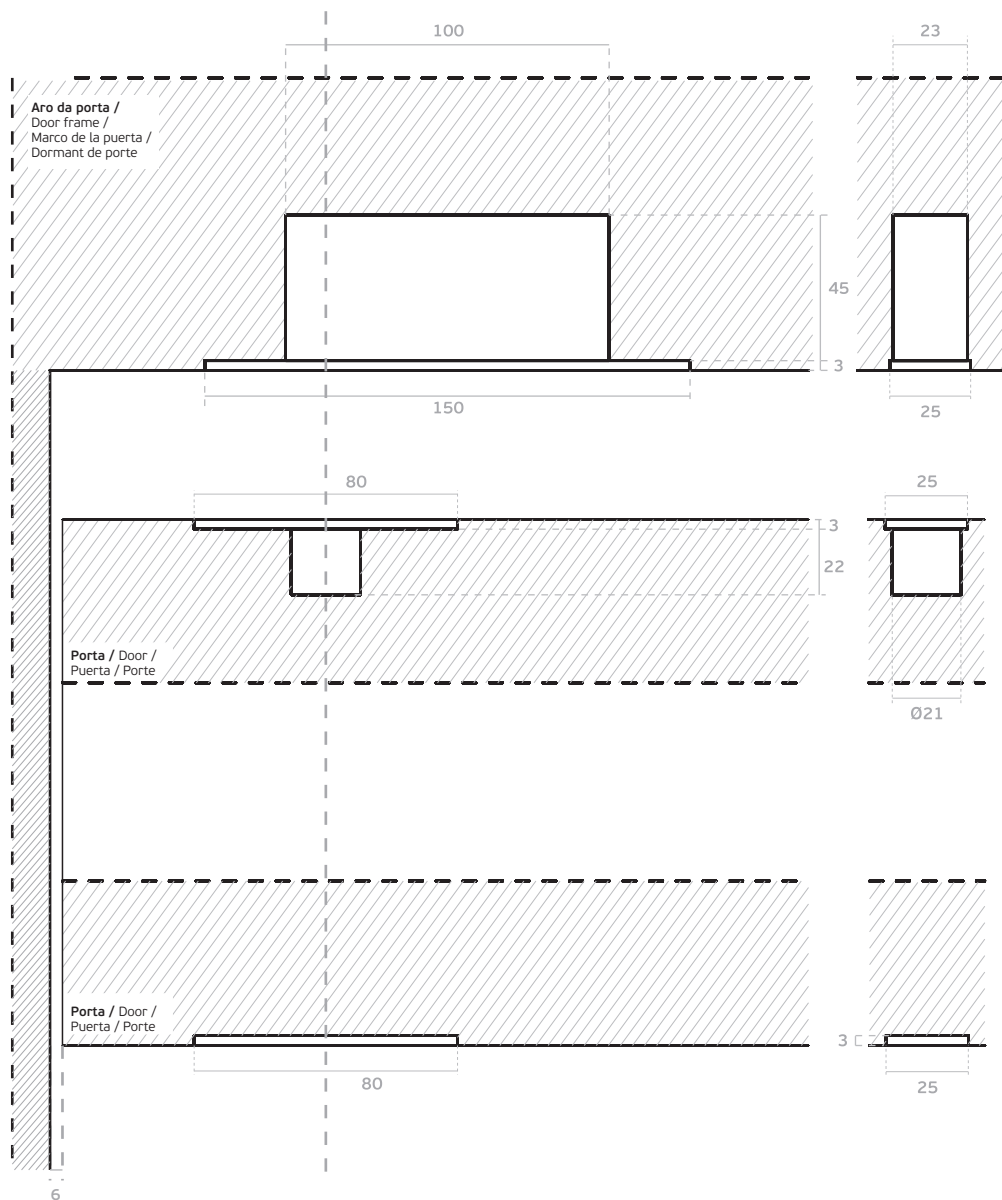 100
23
Aro da porta /
Door frame /
Marco de la puerta /
Dormant de porte
45
3
150
25
80
25
3
22
Porta / Door /
Puerta / Porte
Ø21
Porta / Door /
Puerta / Porte
3
80
25
6